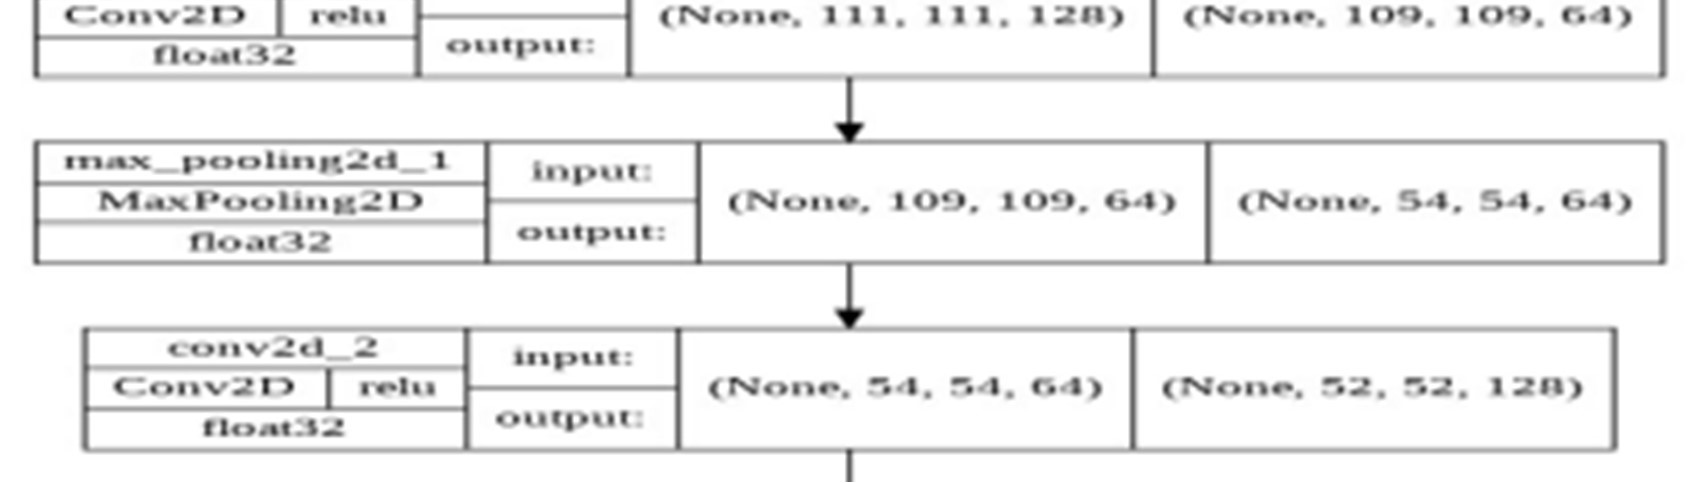 Conv2D relu
float32
output:
(None, 111, 111, 128) (None, 109, 109, 64)
max_pooling2d_1
MaxPooling2D
float32
input:
output:
(None, 109, 109, 64) (None, 54, 54, 64)
conv2d_2
Conv2D relu
float32
input:
output:
(None, 54, 54, 64) (None, 52, 52, 128)